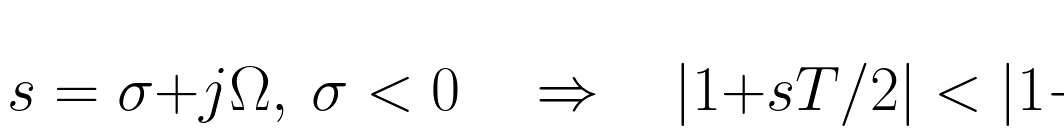 s = σ+jΩ, σ < 0 ⇒ |1+sT/2| < |1